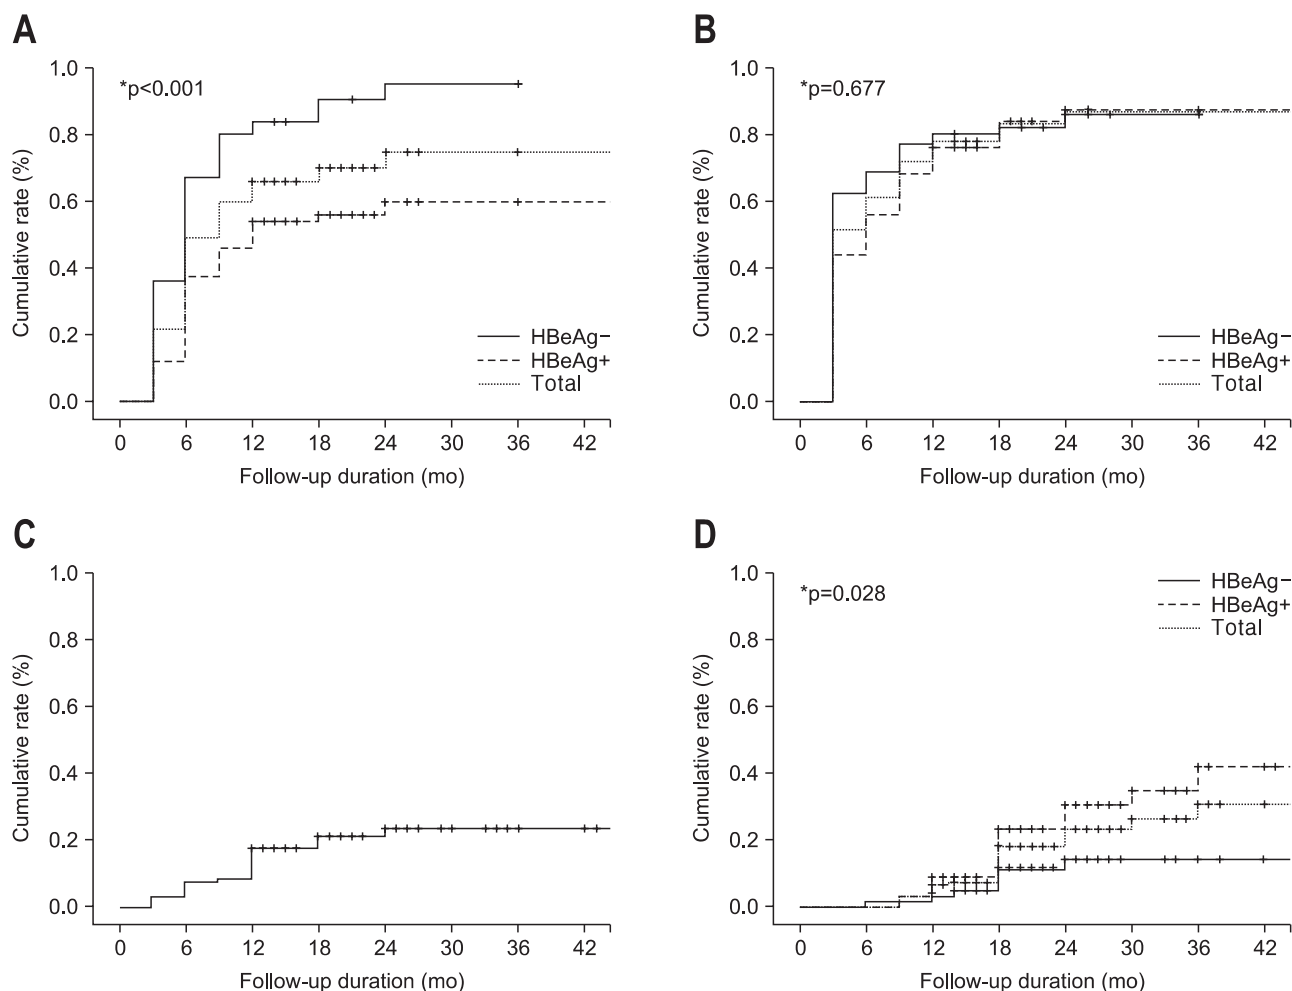 A
*p<0.001
Cumulative rate (%)
1.0
0.8
0.6
0.4
0.2
0.0
HBeAg−
HBeAg+
Total
0 6 12 18 24 30 36 42
Follow-up duration (mo)
B
*p=0.677
Cumulative rate (%)
1.0
0.8
0.6
0.4
0.2
0.0
HBeAg−
HBeAg+
Total
0 6 12 18 24 30 36 42
Follow-up duration (mo)
C
Cumulative rate (%)
1.0
0.8
0.6
0.4
0.2
0.0
0 6 12 18 24 30 36 42
Follow-up duration (mo)
D
*p=0.028
HBeAg−
HBeAg+
Total
Cumulative rate (%)
1.0
0.8
0.6
0.4
0.2
0.0
0 6 12 18 24 30 36 42
Follow-up duration (mo)